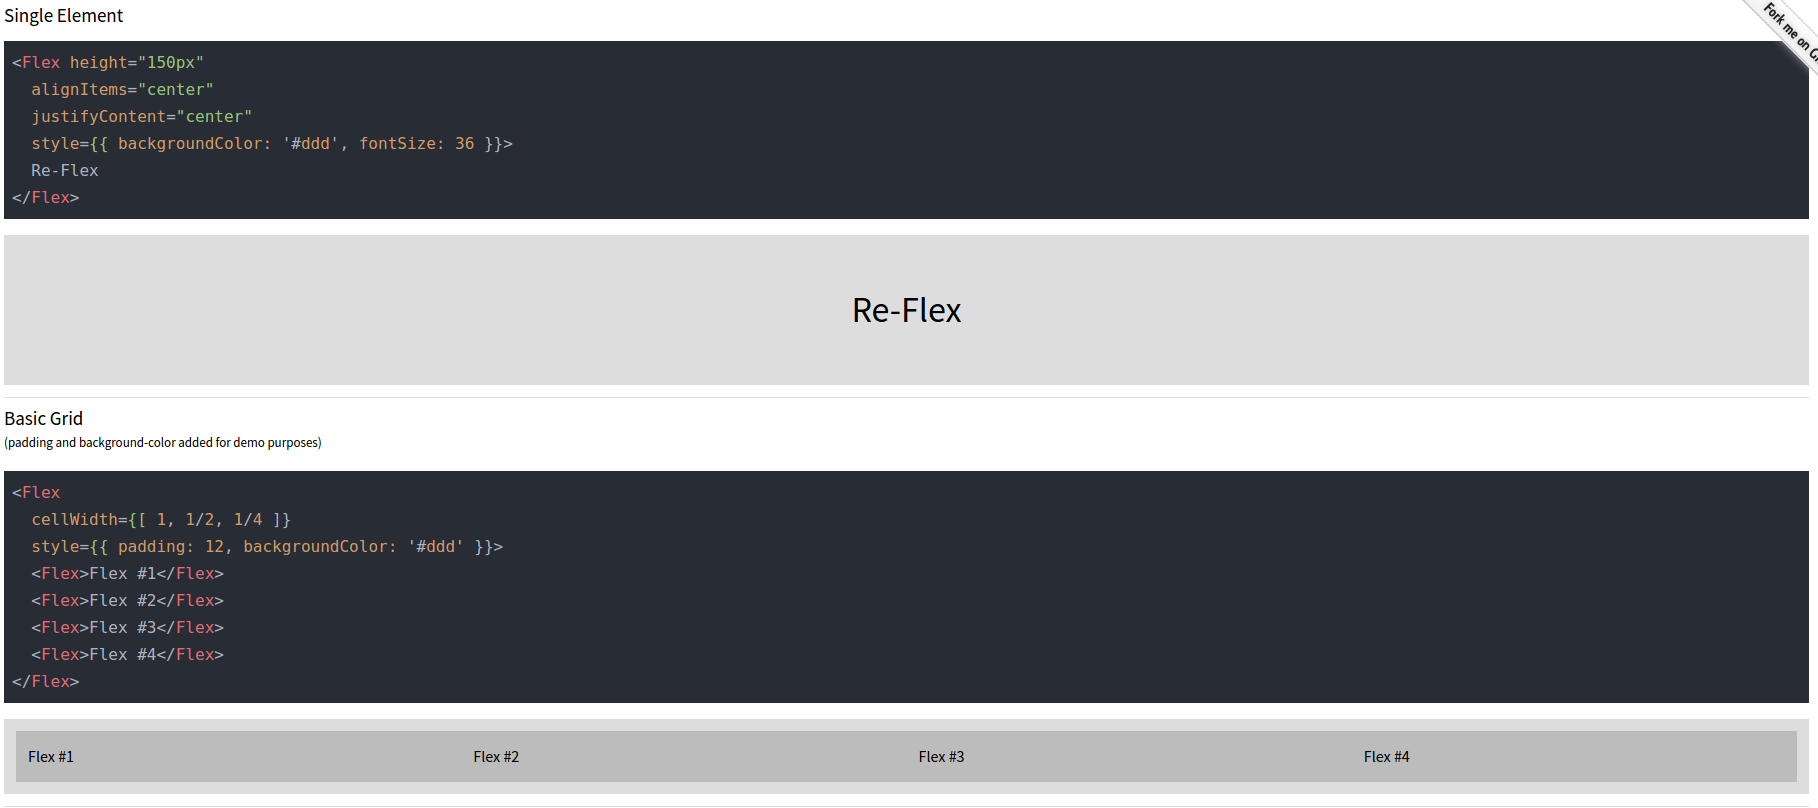 Single Element
Fork me on G
<Flex height="150px"
  alignItems="center"
  justifyContent="center"
  style={{ backgroundColor: '#ddd', fontSize: 36 }}>
  Re-Flex
</Flex>
Re-Flex
Basic Grid
(padding and background-color added for demo purposes)
<Flex
  cellWidth={[ 1, 1/2, 1/4 ]}
  style={{ padding: 12, backgroundColor: '#ddd' }}>
  <Flex>Flex #1</Flex>
  <Flex>Flex #2</Flex>
  <Flex>Flex #3</Flex>
  <Flex>Flex #4</Flex>
</Flex>
Flex #1 Flex #2 Flex #3 Flex #4